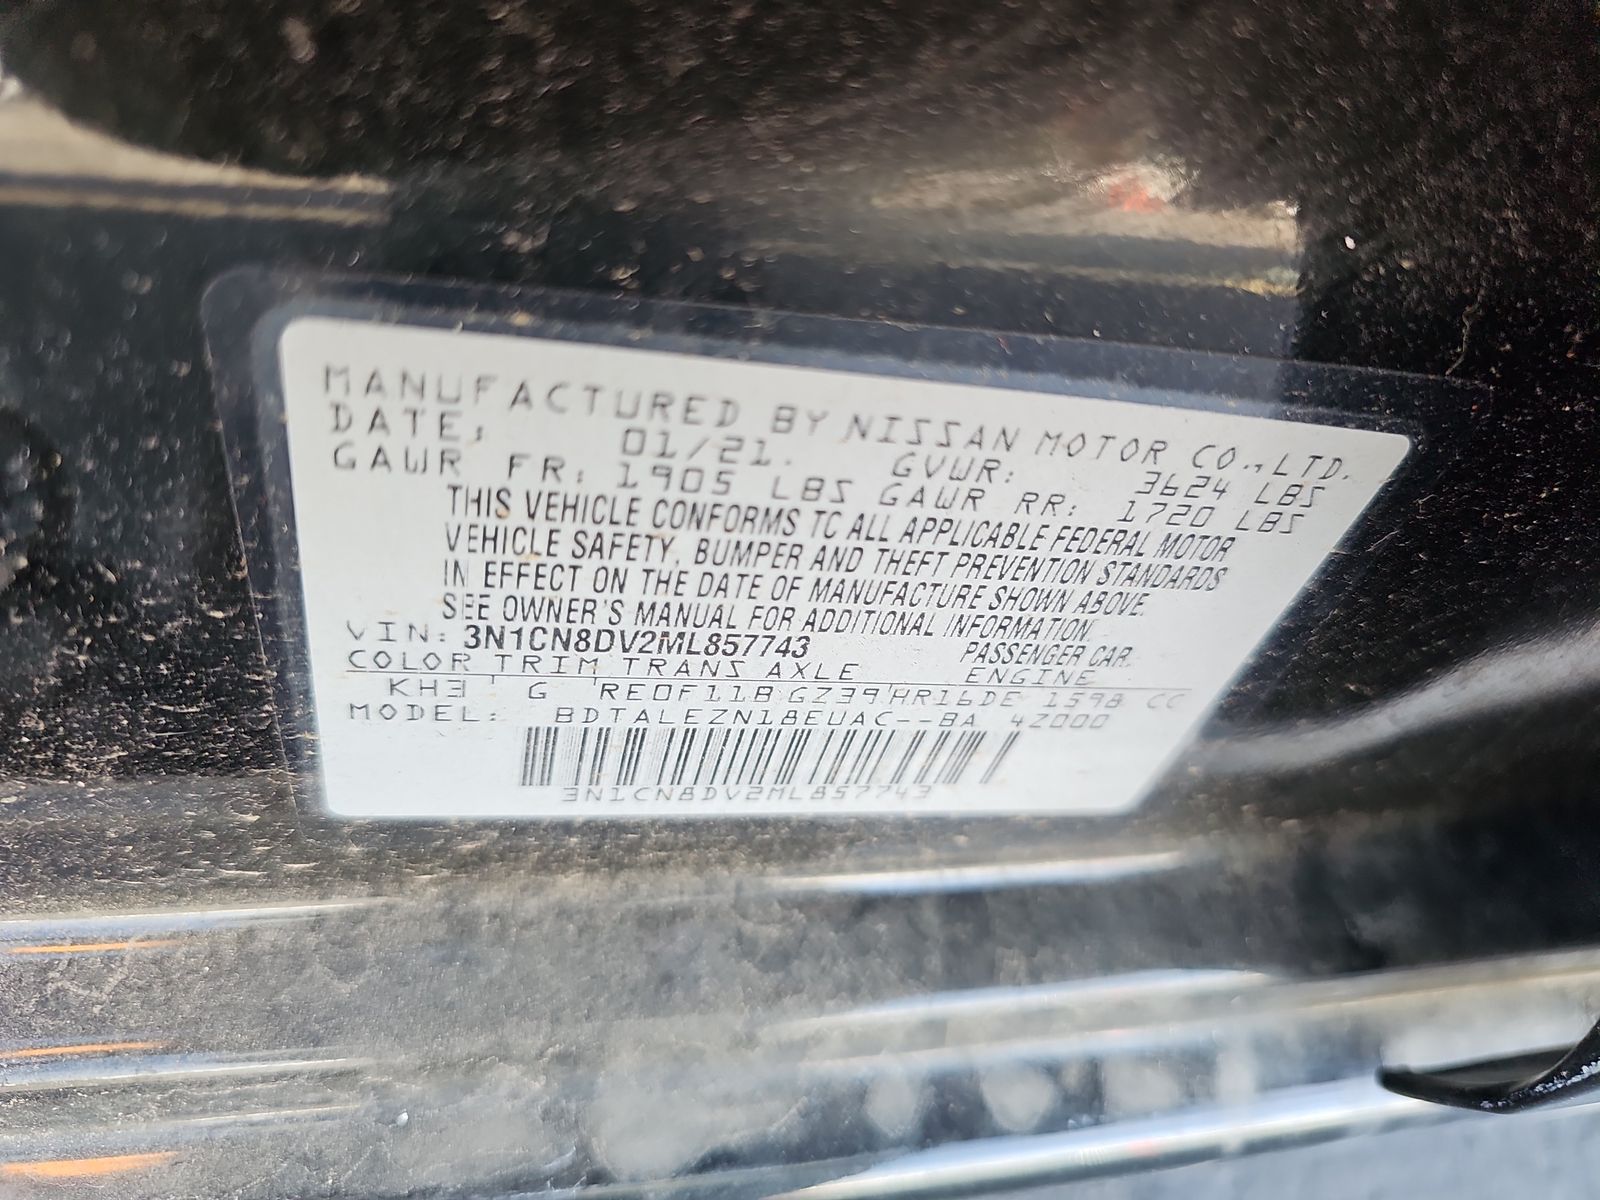 MANUFACTURED BY NISSAN MOTOR CO.,LTD.
DATE: 01/21. GVWR: 3624 LBS
GAWR FR: 1905 LBS GAWR RR: 1720 LBS
THIS VEHICLE CONFORMS TO ALL APPLICABLE FEDERAL MOTOR
VEHICLE SAFETY, BUMPER AND THEFT PREVENTION STANDARDS
IN EFFECT ON THE DATE OF MANUFACTURE SHOWN ABOVE.
SEE OWNER'S MANUAL FOR ADDITIONAL INFORMATION.
VIN: 3N1CN8DV2ML857743 PASSENGER CAR.
COLOR TRIM TRANS AXLE ENGINE
KH3 G RE0F11B GZ39 HR16DE 1598 CC
MODEL: BDTALEZN18EUAC--BA 4Z000
3N1CN8DV2ML857743